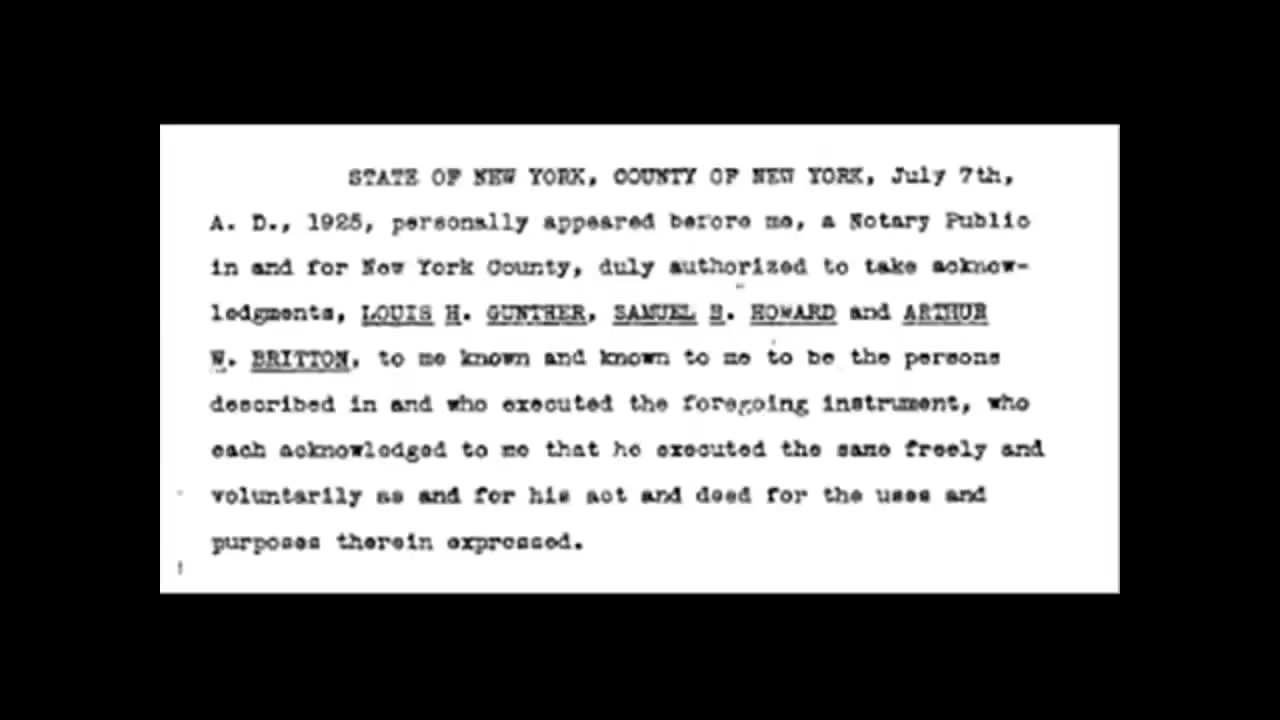 STATE OF NEW YORK, COUNTY OF NEW YORK, July 7th,
A. D., 1925, personally appeared before me, a Notary Public
in and for New York County, duly authorized to take acknow-
ledgments, LOUIS H. GUNTHER, SAMUEL B. HOWARD and ARTHUR
W. BRITTON, to me known and known to me to be the persons
described in and who executed the foregoing instrument, who
each acknowledged to me that he executed the same freely and
voluntarily as and for his act and deed for the uses and
purposes therein expressed.